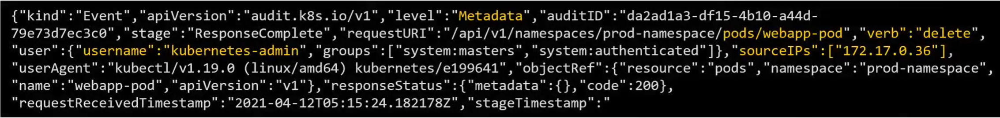 {"kind":"Event","apiVersion":"audit.k8s.io/v1","level":"Metadata","auditID":"da2ad1a3-df15-4b10-a44d-
79e73d7ec3c0","stage":"ResponseComplete","requestURI":"/api/v1/namespaces/prod-namespace/pods/webapp-pod","verb":"delete",
"user":{"username":"kubernetes-admin","groups":["system:masters","system:authenticated"]},"sourceIPs":["172.17.0.36"],
"userAgent":"kubectl/v1.19.0 (linux/amd64) kubernetes/e199641","objectRef":{"resource":"pods","namespace":"prod-namespace",
"name":"webapp-pod","apiVersion":"v1"},"responseStatus":{"metadata":{},"code":200},
"requestReceivedTimestamp":"2021-04-12T05:15:24.182178Z","stageTimestamp":"